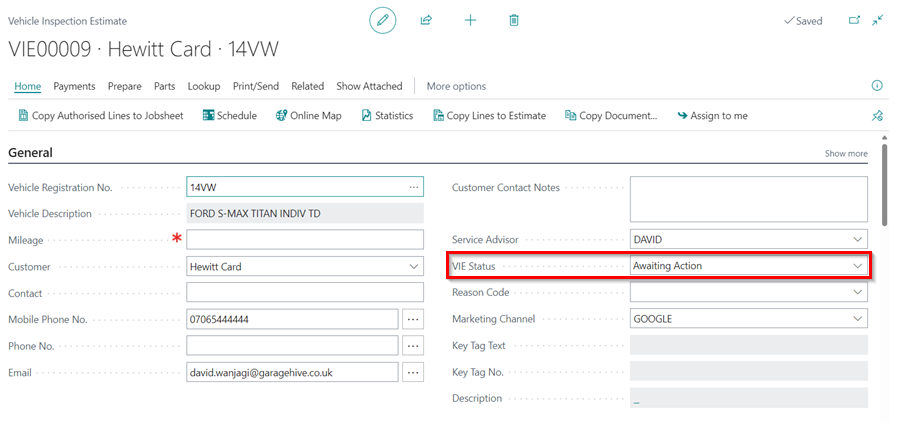 Vehicle Inspection Estimate
Saved
VIE00009 · Hewitt Card · 14VW
Home Payments Prepare Parts Lookup Print/Send Related Show Attached More options
Copy Authorised Lines to Jobsheet Schedule Online Map Statistics Copy Lines to Estimate Copy Document... Assign to me
General Show more
Vehicle Registration No. 14VW
Vehicle Description FORD S-MAX TITAN INDIV TD
Mileage *
Customer Hewitt Card
Contact
Mobile Phone No. 07065444444
Phone No.
Email david.wanjagi@garagehive.co.uk
Customer Contact Notes
Service Advisor DAVID
VIE Status Awaiting Action
Reason Code
Marketing Channel GOOGLE
Key Tag Text
Key Tag No.
Description _